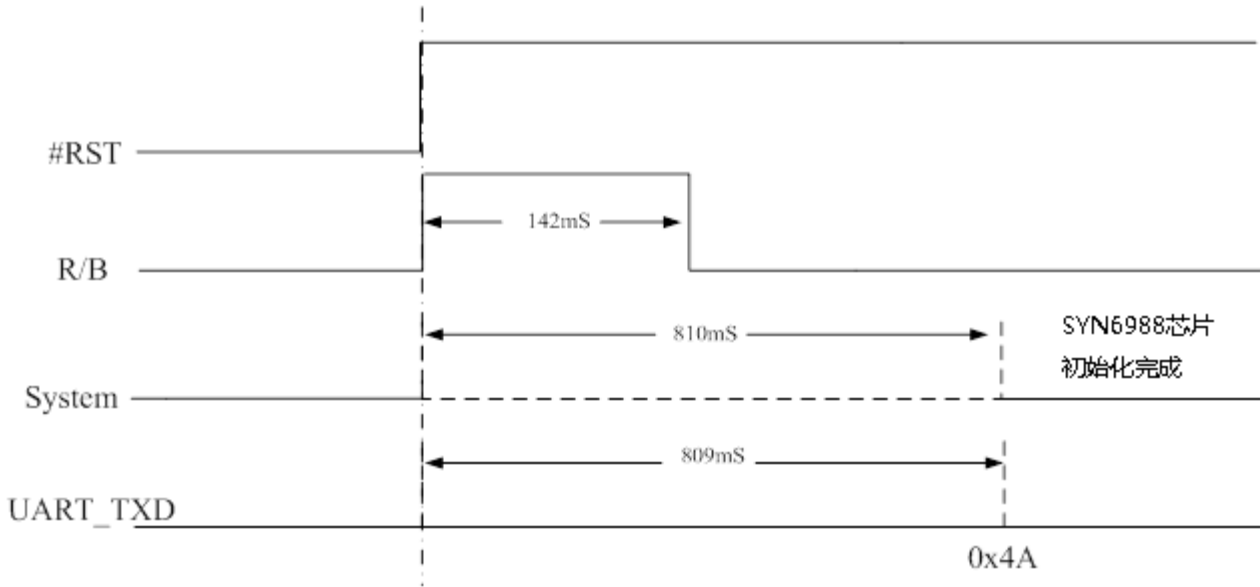 #RST
142mS
R/B
810mS
SYN6988芯片
初始化完成
System
809mS
UART_TXD
0x4A